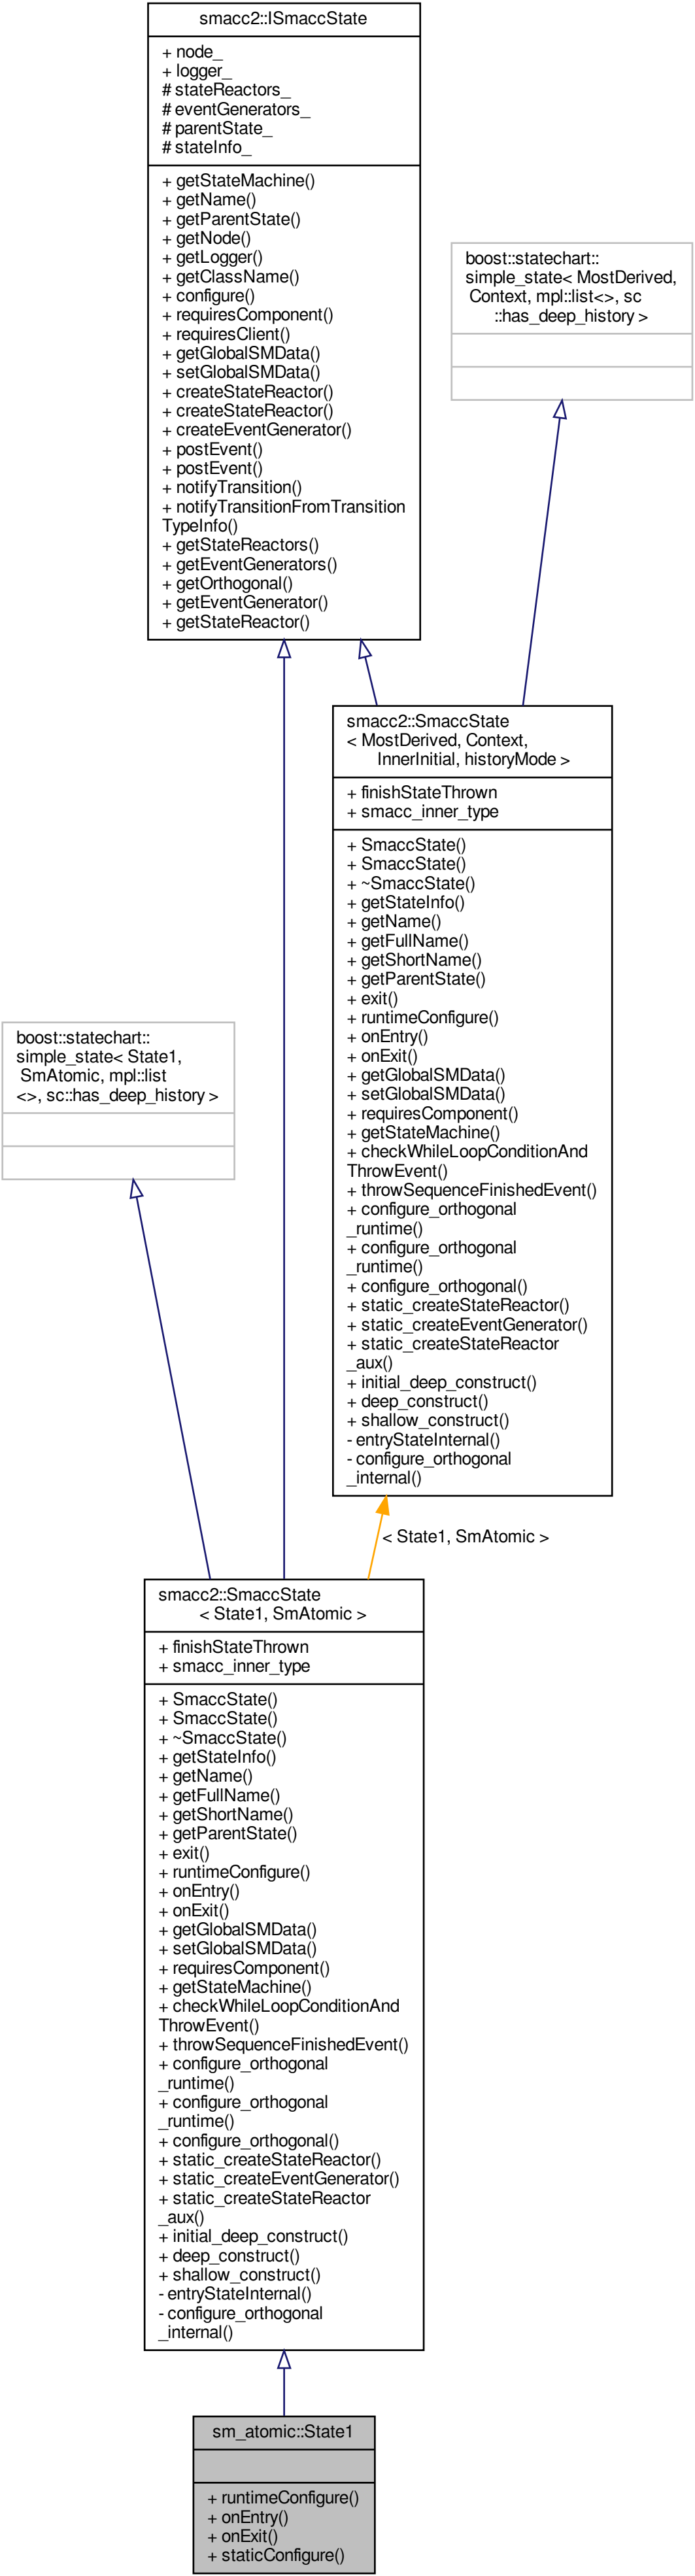 smacc2::ISmaccState
+ node_
+ logger_
# stateReactors_
# eventGenerators_
# parentState_
# stateInfo_
+ getStateMachine()
+ getName()
+ getParentState()
+ getNode()
+ getLogger()
+ getClassName()
+ configure()
+ requiresComponent()
+ requiresClient()
+ getGlobalSMData()
+ setGlobalSMData()
+ createStateReactor()
+ createStateReactor()
+ createEventGenerator()
+ postEvent()
+ postEvent()
+ notifyTransition()
+ notifyTransitionFromTransition
TypeInfo()
+ getStateReactors()
+ getEventGenerators()
+ getOrthogonal()
+ getEventGenerator()
+ getStateReactor()
boost::statechart::
simple_state< MostDerived,
Context, mpl::list<>, sc
::has_deep_history >
smacc2::SmaccState
< MostDerived, Context,
InnerInitial, historyMode >
+ finishStateThrown
+ smacc_inner_type
+ SmaccState()
+ SmaccState()
+ ~SmaccState()
+ getStateInfo()
+ getName()
+ getFullName()
+ getShortName()
+ getParentState()
+ exit()
+ runtimeConfigure()
+ onEntry()
+ onExit()
+ getGlobalSMData()
+ setGlobalSMData()
+ requiresComponent()
+ getStateMachine()
+ checkWhileLoopConditionAnd
ThrowEvent()
+ throwSequenceFinishedEvent()
+ configure_orthogonal
_runtime()
+ configure_orthogonal
_runtime()
+ configure_orthogonal()
+ static_createStateReactor()
+ static_createEventGenerator()
+ static_createStateReactor
_aux()
+ initial_deep_construct()
+ deep_construct()
+ shallow_construct()
- entryStateInternal()
- configure_orthogonal
_internal()
boost::statechart::
simple_state< State1,
SmAtomic, mpl::list
<>, sc::has_deep_history >
< State1, SmAtomic >
smacc2::SmaccState
< State1, SmAtomic >
+ finishStateThrown
+ smacc_inner_type
+ SmaccState()
+ SmaccState()
+ ~SmaccState()
+ getStateInfo()
+ getName()
+ getFullName()
+ getShortName()
+ getParentState()
+ exit()
+ runtimeConfigure()
+ onEntry()
+ onExit()
+ getGlobalSMData()
+ setGlobalSMData()
+ requiresComponent()
+ getStateMachine()
+ checkWhileLoopConditionAnd
ThrowEvent()
+ throwSequenceFinishedEvent()
+ configure_orthogonal
_runtime()
+ configure_orthogonal
_runtime()
+ configure_orthogonal()
+ static_createStateReactor()
+ static_createEventGenerator()
+ static_createStateReactor
_aux()
+ initial_deep_construct()
+ deep_construct()
+ shallow_construct()
- entryStateInternal()
- configure_orthogonal
_internal()
sm_atomic::State1
+ runtimeConfigure()
+ onEntry()
+ onExit()
+ staticConfigure()